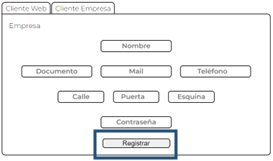 Cliente Web Cliente Empresa
Empresa
Nombre
Documento Mail Teléfono
Calle Puerta Esquina
Contraseña
Registrar